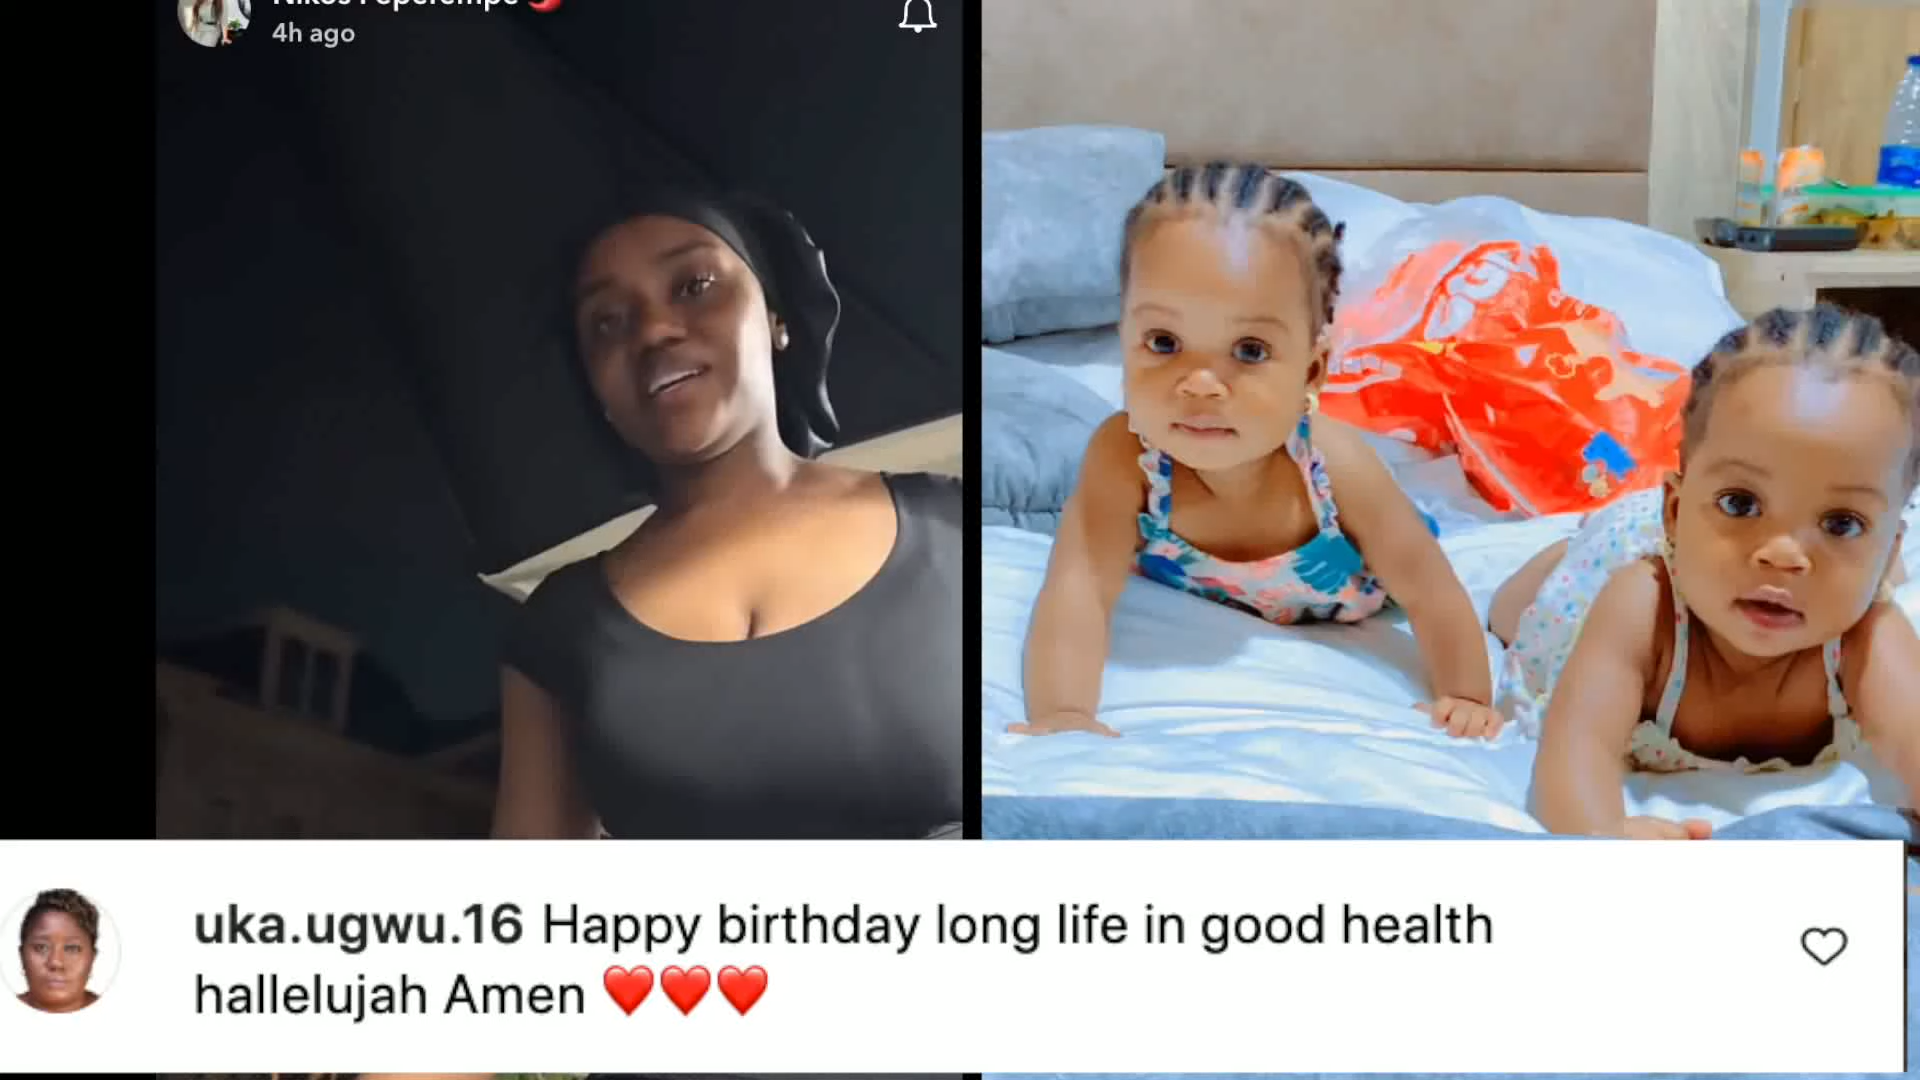 4h ago
uka.ugwu.16 Happy birthday long life in good health
hallelujah Amen ❤️❤️❤️